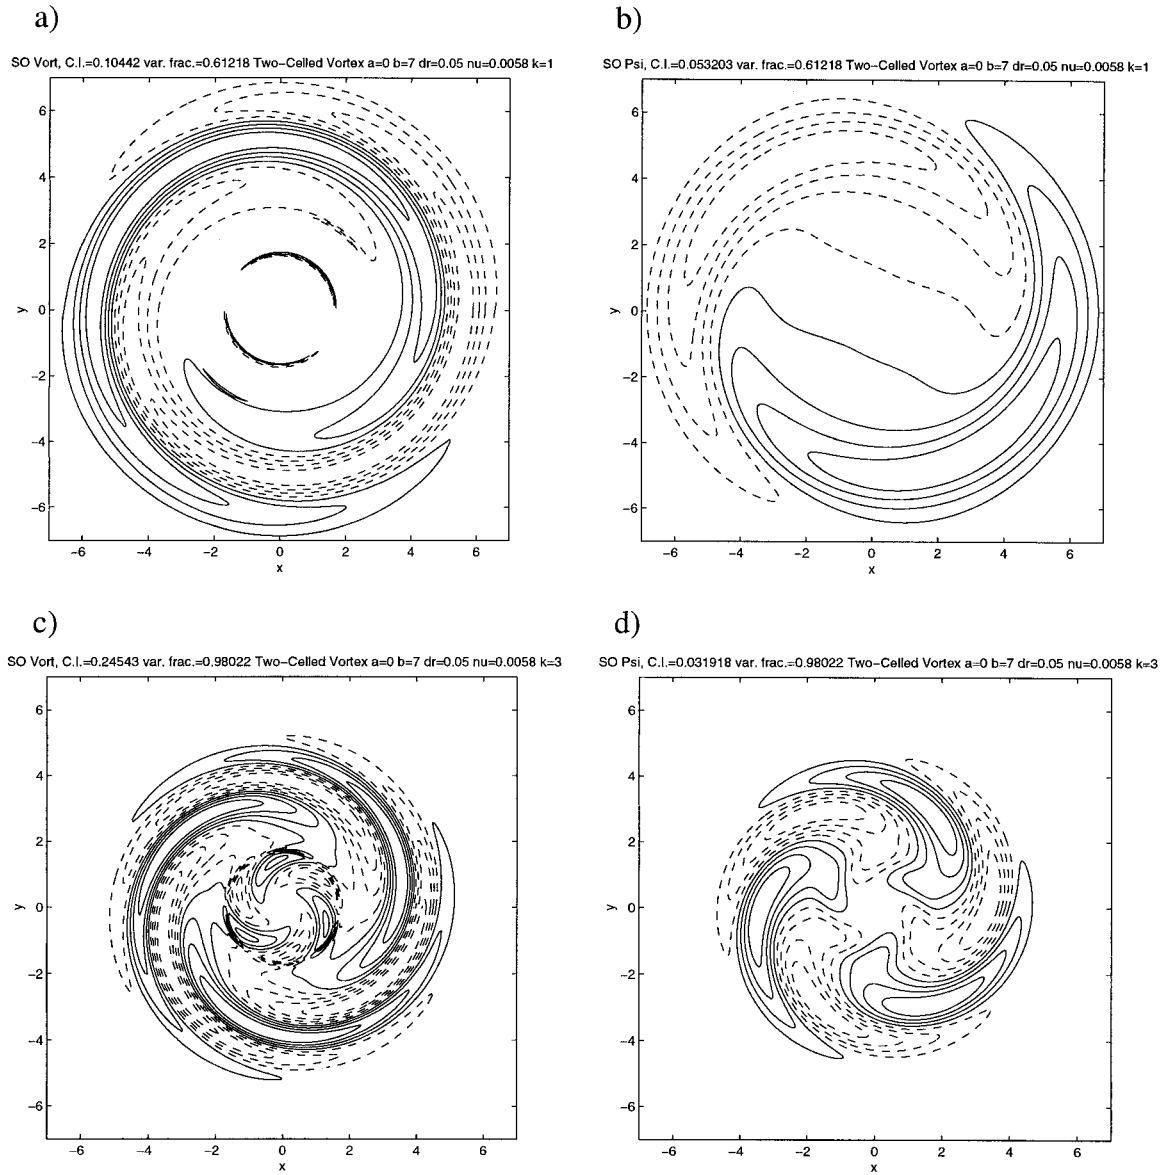 a)
SO Vort, C.I.=0.10442 var. frac.=0.61218 Two-Celled Vortex a=0 b=7 dr=0.05 nu=0.0058 k=1
6
4
2
0
−2
−4
−6
y
−6 −4 −2 0 2 4 6
x
b)
SO Psi, C.I.=0.053203 var. frac.=0.61218 Two-Celled Vortex a=0 b=7 dr=0.05 nu=0.0058 k=1
6
4
2
0
−2
−4
−6
y
−6 −4 −2 0 2 4 6
x
c)
SO Vort, C.I.=0.24543 var. frac.=0.98022 Two-Celled Vortex a=0 b=7 dr=0.05 nu=0.0058 k=3
6
4
2
0
−2
−4
−6
y
−6 −4 −2 0 2 4 6
x
d)
SO Psi, C.I.=0.031918 var. frac.=0.98022 Two-Celled Vortex a=0 b=7 dr=0.05 nu=0.0058 k=3
6
4
2
0
−2
−4
−6
y
−6 −4 −2 0 2 4 6
x